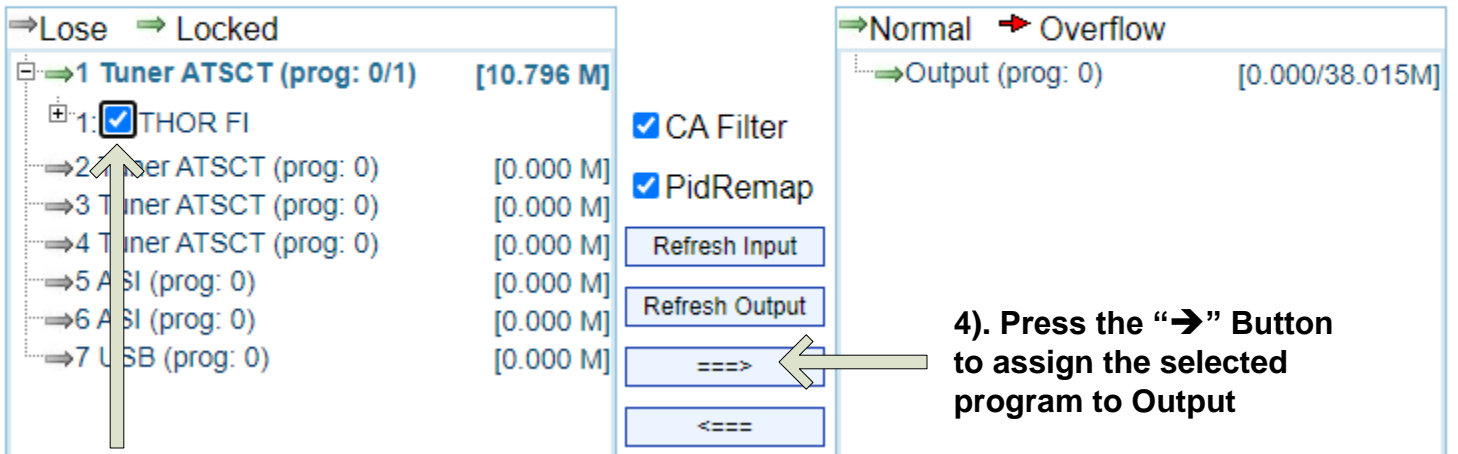 Lose Locked
1 Tuner ATSCT (prog: 0/1) [10.796 M]
1: THOR FI
2 Tuner ATSCT (prog: 0) [0.000 M]
3 Tuner ATSCT (prog: 0) [0.000 M]
4 Tuner ATSCT (prog: 0) [0.000 M]
5 ASI (prog: 0) [0.000 M]
6 ASI (prog: 0) [0.000 M]
7 USB (prog: 0) [0.000 M]
CA Filter
PidRemap
Refresh Input
Refresh Output
===>
<===
Normal Overflow
Output (prog: 0) [0.000/38.015M]
4). Press the “➔” Button
to assign the selected
program to Output